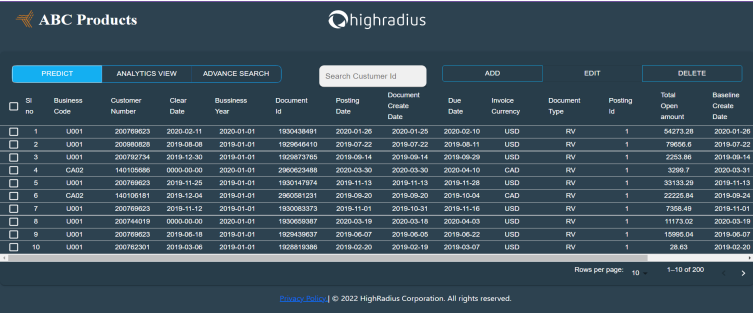 ABC Products
highradius
PREDICT ANALYTICS VIEW ADVANCE SEARCH Search Custumer Id ADD EDIT DELETE
Sl no Business Code Customer Number Clear Date Bussiness Year Document Id Posting Date Document Create Date Due Date Invoice Currency Document Type Posting Id Total Open amount Baseline Create Date
1 U001 200769623 2020-02-11 2020-01-01 1930438491 2020-01-26 2020-01-25 2020-02-10 USD RV 1 54273.28 2020-01-26
2 U001 200980828 2019-08-08 2019-01-01 1929646410 2019-07-22 2019-07-22 2019-08-11 USD RV 1 79656.6 2019-07-22
3 U001 200792734 2019-12-30 2019-01-01 1929873765 2019-09-14 2019-09-14 2019-09-29 USD RV 1 2253.86 2019-09-14
4 CA02 140105686 0000-00-00 2020-01-01 2960623488 2020-03-30 2020-03-30 2020-04-10 CAD RV 1 3299.7 2020-03-31
5 U001 200769623 2019-11-25 2019-01-01 1930147974 2019-11-13 2019-11-13 2019-11-28 USD RV 1 33133.29 2019-11-13
6 CA02 140106181 2019-12-04 2019-01-01 2960581231 2019-09-20 2019-09-20 2019-10-04 CAD RV 1 22225.84 2019-09-24
7 U001 200769623 2019-11-12 2019-01-01 1930083373 2019-11-01 2019-10-31 2019-11-16 USD RV 1 7358.49 2019-11-01
8 U001 200744019 0000-00-00 2020-01-01 1930659387 2020-03-19 2020-03-18 2020-04-03 USD RV 1 11173.02 2020-03-19
9 U001 200769623 2019-06-18 2019-01-01 1929439637 2019-06-07 2019-06-05 2019-06-22 USD RV 1 15995.04 2019-06-07
10 U001 200762301 2019-03-06 2019-01-01 1928819386 2019-02-20 2019-02-19 2019-03-07 USD RV 1 28.63 2019-02-20
Rows per page: 10 1–10 of 200
Privacy Policy | © 2022 HighRadius Corporation. All rights reserved.